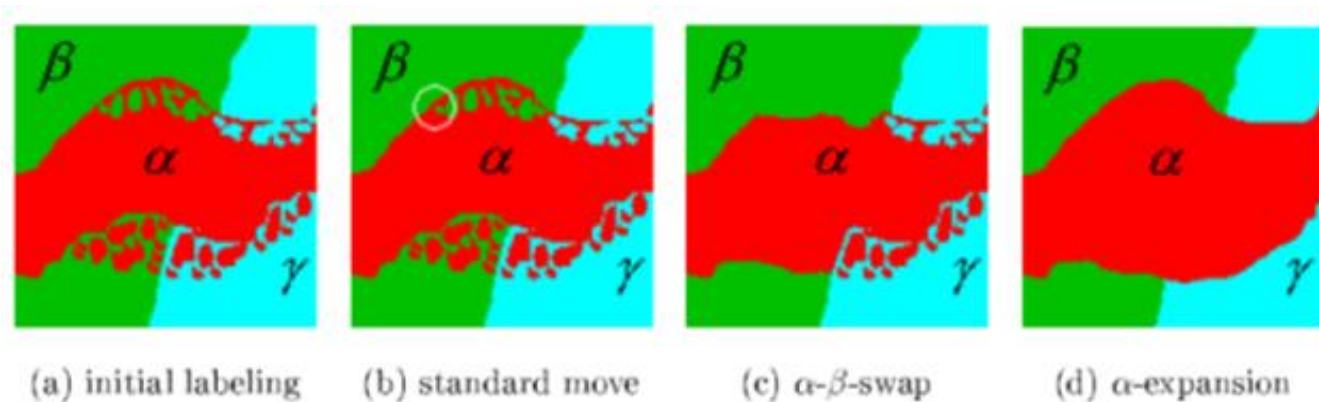 β β β β
α α α α
γ γ γ γ
(a) initial labeling (b) standard move (c) α-β-swap (d) α-expansion